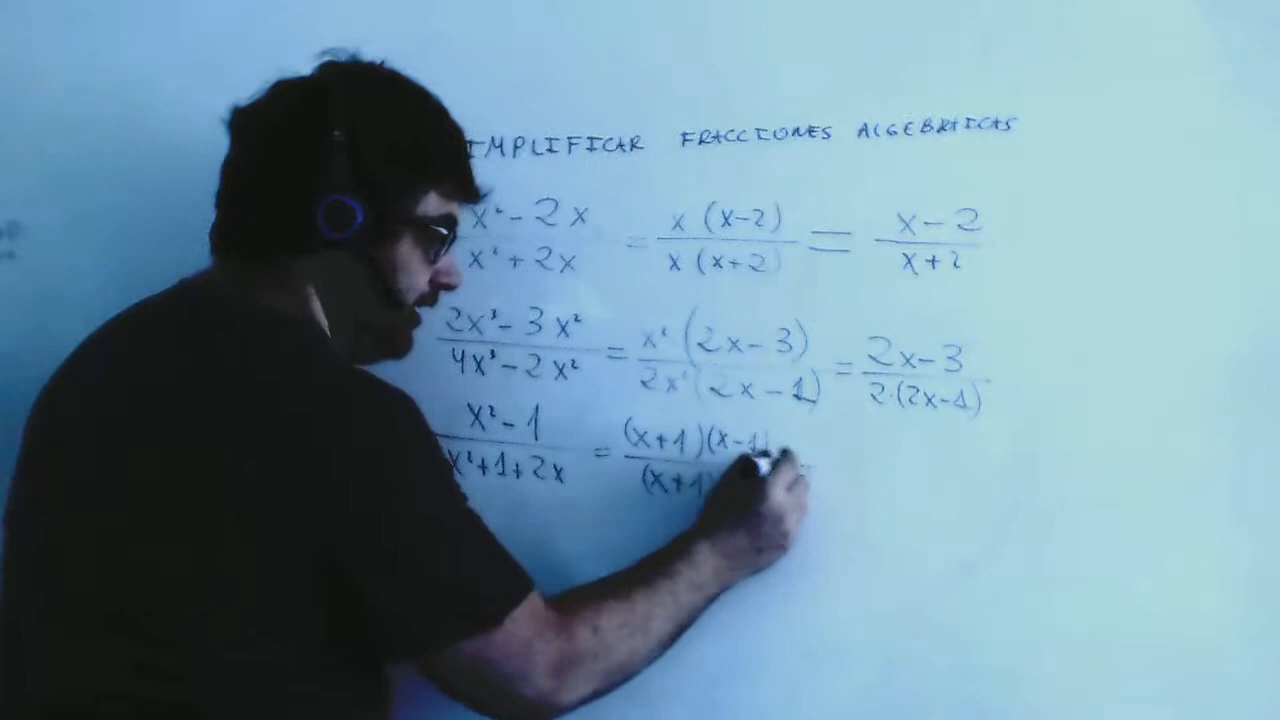 IMPLIFICAR FRACCIONES ALGEBRAICAS
x²-2x / x²+2x = x(x-2) / x(x+2) = x-2 / x+2
2x³-3x² / 4x³-2x² = x²(2x-3) / 2x²(2x-1) = 2x-3 / 2·(2x-1)
x²-1 / x²+1+2x = (x+1)(x-1) / (x+1)